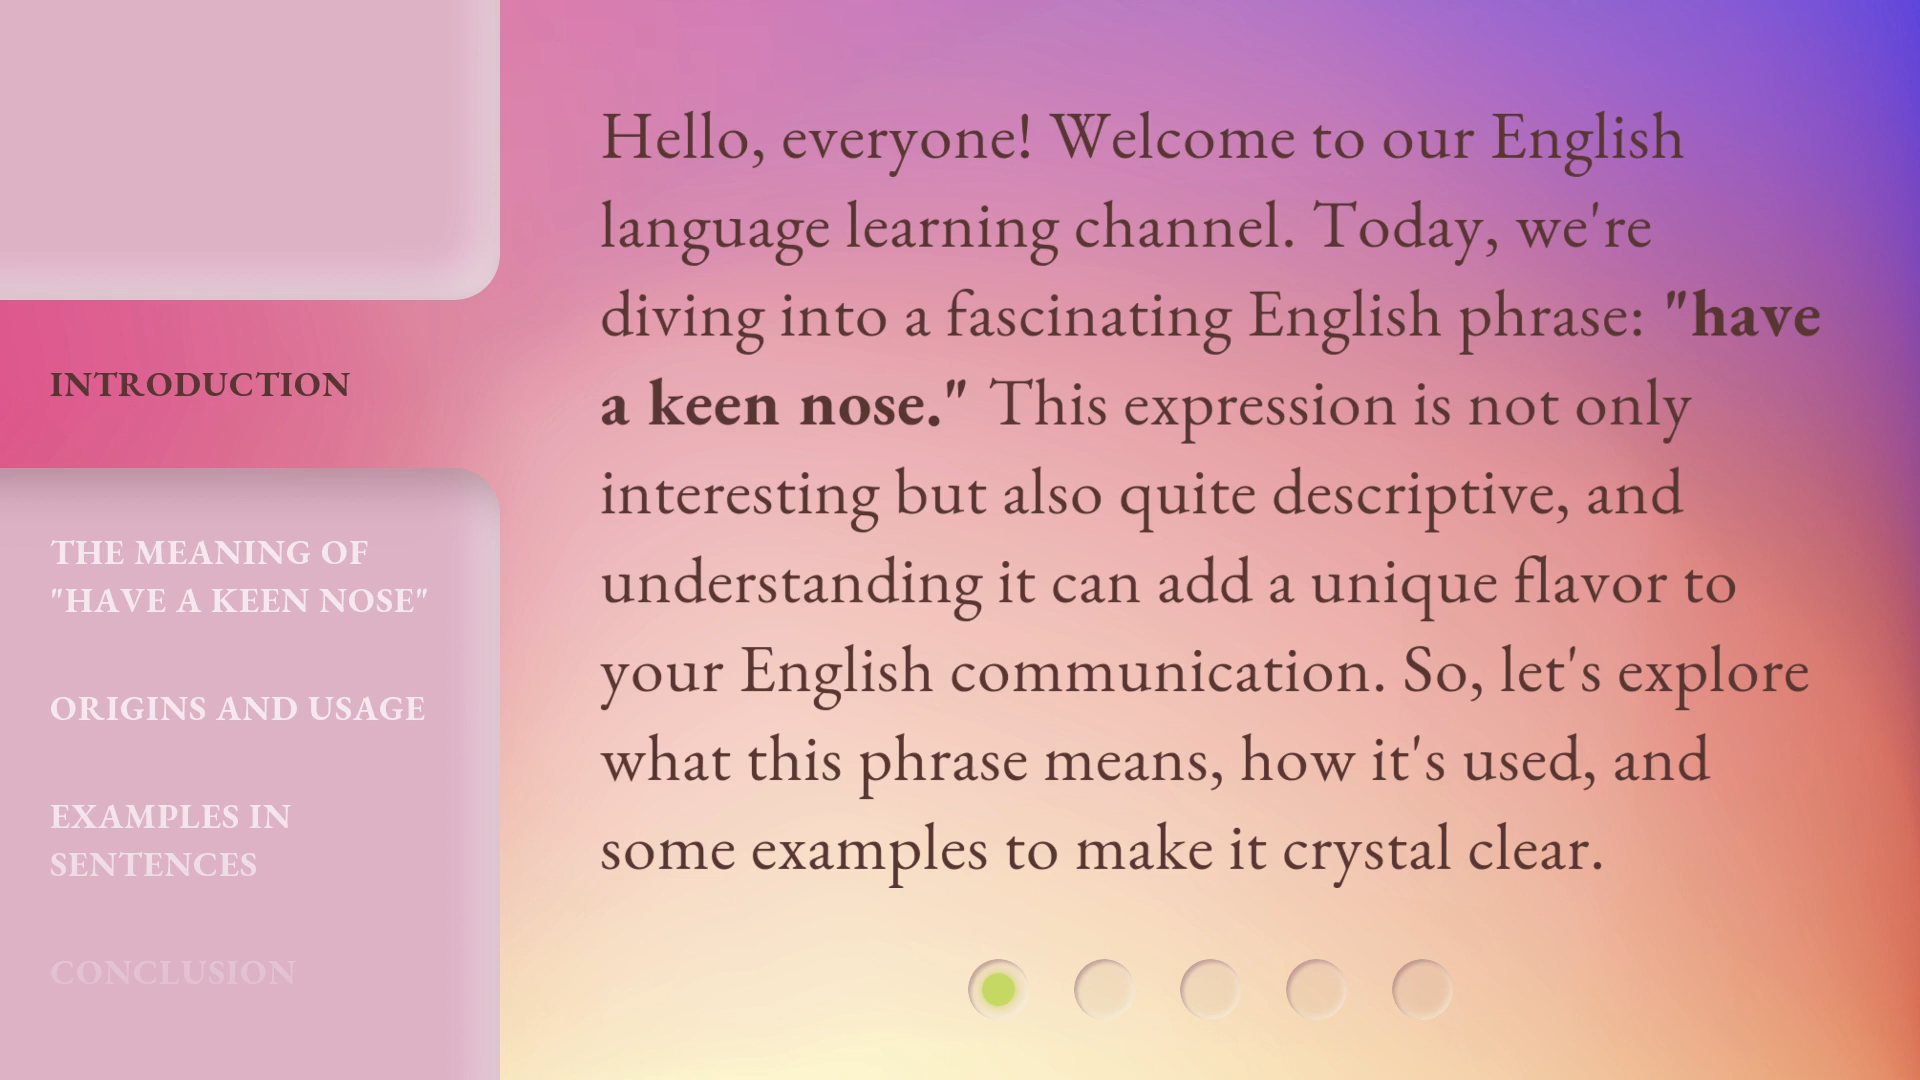 INTRODUCTION
THE MEANING OF
"HAVE A KEEN NOSE"
ORIGINS AND USAGE
EXAMPLES IN
SENTENCES
CONCLUSION
Hello, everyone! Welcome to our English
language learning channel. Today, we're
diving into a fascinating English phrase: "have
a keen nose." This expression is not only
interesting but also quite descriptive, and
understanding it can add a unique flavor to
your English communication. So, let's explore
what this phrase means, how it's used, and
some examples to make it crystal clear.